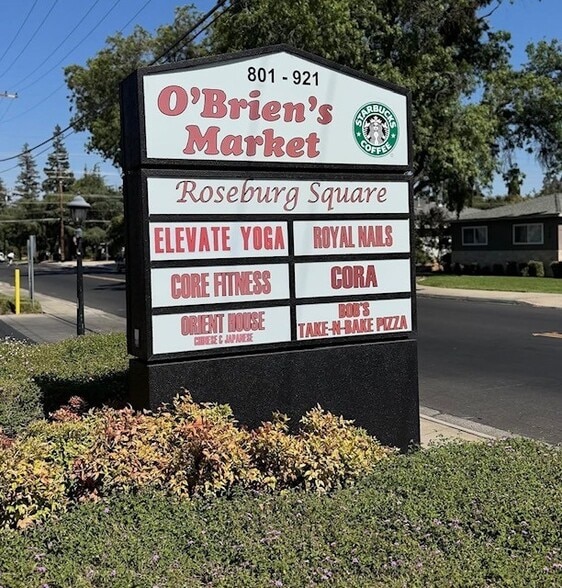 801 - 921
O'Brien's
Market
STARBUCKS
COFFEE
Roseburg Square
ELEVATE YOGA
ROYAL NAILS
CORE FITNESS
CORA
ORIENT HOUSE
CHINESE & JAPANESE
BOB'S
TAKE-N-BAKE PIZZA